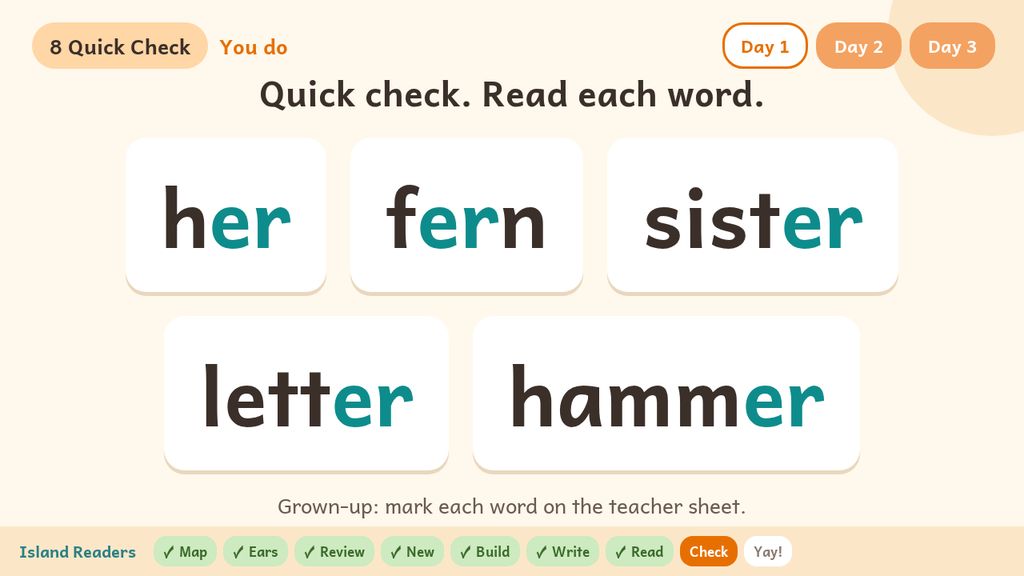 8 Quick Check You do Day 1 Day 2 Day 3
Quick check. Read each word.
her fern sister
letter hammer
Grown-up: mark each word on the teacher sheet.
Island Readers ✓ Map ✓ Ears ✓ Review ✓ New ✓ Build ✓ Write ✓ Read Check Yay!